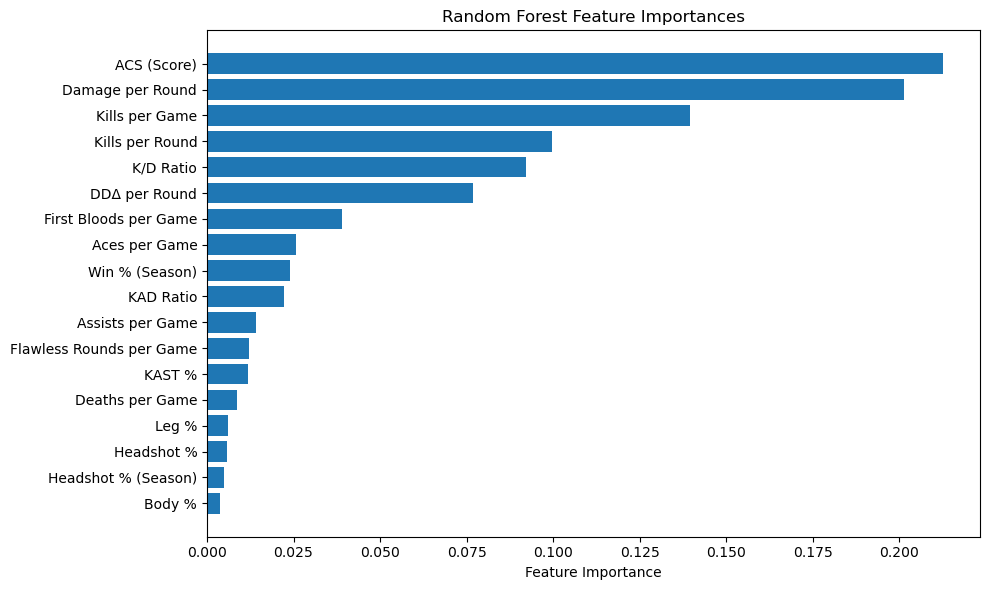 Random Forest Feature Importances
ACS (Score)
Damage per Round
Kills per Game
Kills per Round
K/D Ratio
DDΔ per Round
First Bloods per Game
Aces per Game
Win % (Season)
KAD Ratio
Assists per Game
Flawless Rounds per Game
KAST %
Deaths per Game
Leg %
Headshot %
Headshot % (Season)
Body %
0.000 0.025 0.050 0.075 0.100 0.125 0.150 0.175 0.200
Feature Importance